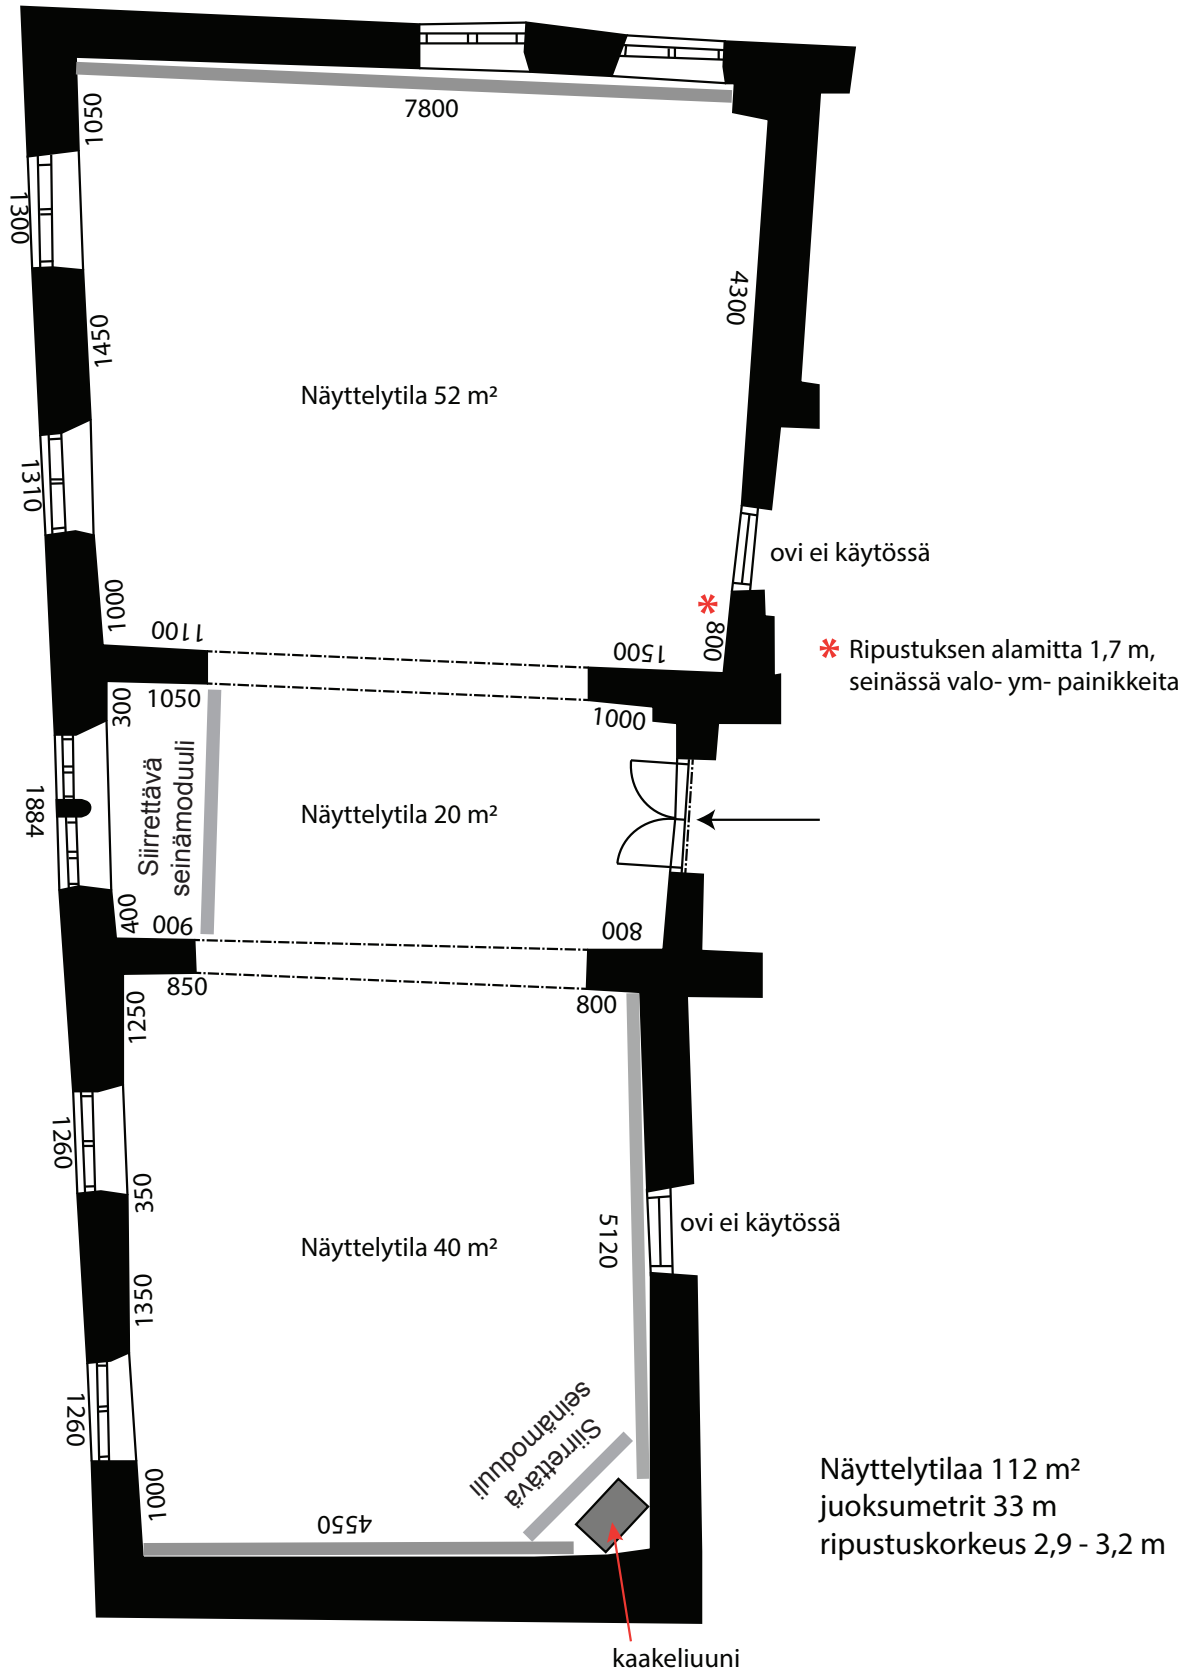 7800
1050
1300
4300
1450
Näyttelytila 52 m²
1310
ovi ei käytössä
1000
1100
1500
* 800
* Ripustuksen alamitta 1,7 m,
seinässä valo- ym- painikkeita
300
1050
1000
Siirrettävä
seinämoduuli
1884
Näyttelytila 20 m²
400
900
800
850
800
1250
1260
350
5120
ovi ei käytössä
Näyttelytila 40 m²
1350
1260
Siirrettävä
seinämoduuli
1000
4550
Näyttelytilaa 112 m²
juoksumetrit 33 m
ripustuskorkeus 2,9 - 3,2 m
kaakeliuuni